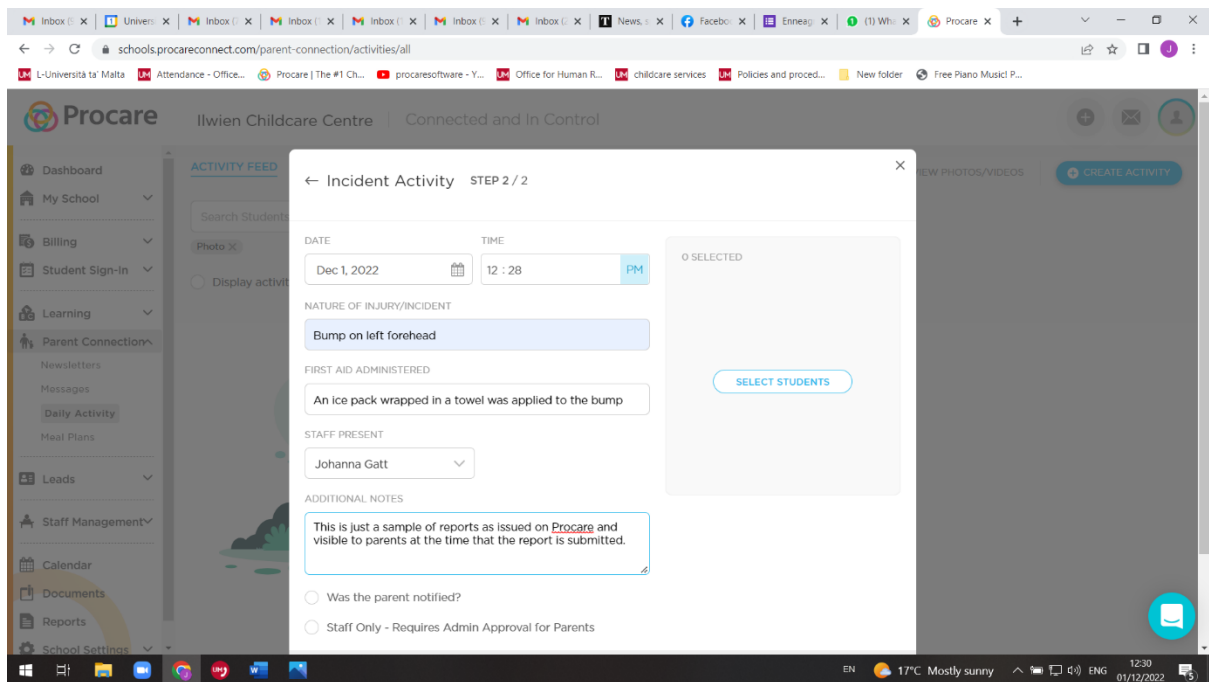 Inbox (5
Univers
Inbox (
Inbox (
Inbox (
Inbox (
Inbox (
News, s
Facebo
Enneag
(1) Wha
Procare
schools.procareconnect.com/parent-connection/activities/all
J
L-Università ta' Malta
Attendance - Office...
Procare | The #1 Ch...
procaresoftware - Y...
Office for Human R...
childcare services
Policies and proced...
New folder
Free Piano Music! P...
Procare
Ilwien Childcare Centre
Connected and In Control
Dashboard
My School
Billing
Student Sign-In
Learning
Parent Connection
Newsletters
Messages
Daily Activity
Meal Plans
Leads
Staff Management
Calendar
Documents
Reports
School Settings
ACTIVITY FEED
IEW PHOTOS/VIDEOS
CREATE ACTIVITY
Search Students
Photo
Display activit
Incident Activity STEP 2 / 2
DATE
TIME
Dec 1, 2022
12 : 28
PM
NATURE OF INJURY/INCIDENT
Bump on left forehead
FIRST AID ADMINISTERED
An ice pack wrapped in a towel was applied to the bump
STAFF PRESENT
Johanna Gatt
ADDITIONAL NOTES
This is just a sample of reports as issued on Procare and
visible to parents at the time that the report is submitted.
Was the parent notified?
Staff Only - Requires Admin Approval for Parents
0 SELECTED
SELECT STUDENTS
EN
17°C Mostly sunny
ENG
12:30
01/12/2022